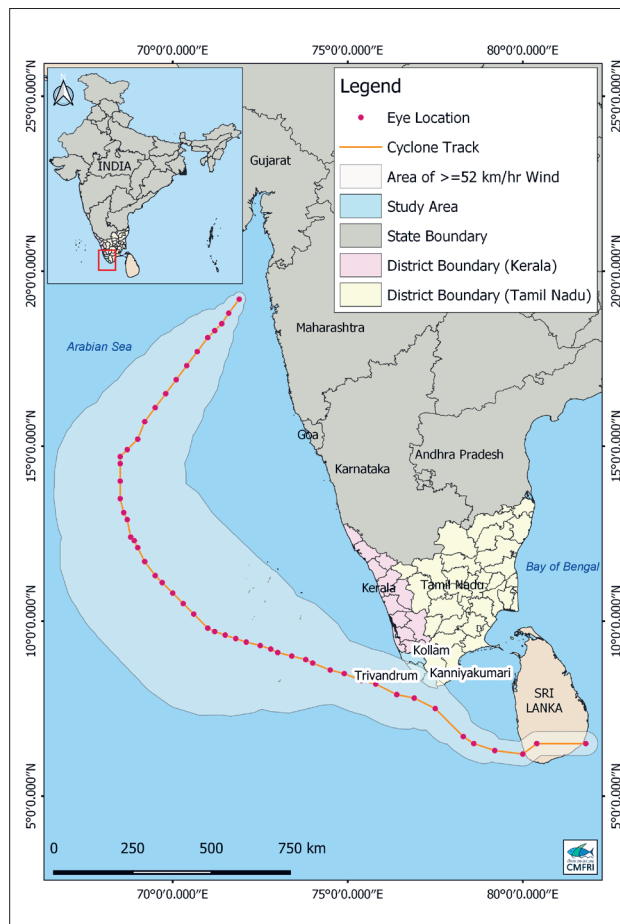 70°0'0.000"N
75°0'0.000"N
80°0'0.000"N
25°0'0.000"N
20°0'0.000"N
15°0'0.000"N
10°0'0.000"N
5°0'0.000"N
N
INDIA
Legend
Eye Location
Cyclone Track
Area of >=52 km/hr Wind
Study Area
State Boundary
District Boundary (Kerala)
District Boundary (Tamil Nadu)
Gujarat
Maharashtra
Arabian Sea
Goa
Karnataka
Andhra Pradesh
Bay of Bengal
Kerala
Tamil Nadu
Kollam
Trivandrum
Kanniyakumari
SRI
LANKA
0
250
500
750 km
CMFRI
25°0'0.000"N
20°0'0.000"N
15°0'0.000"N
10°0'0.000"N
5°0'0.000"N
70°0'0.000"N
75°0'0.000"N
80°0'0.000"N